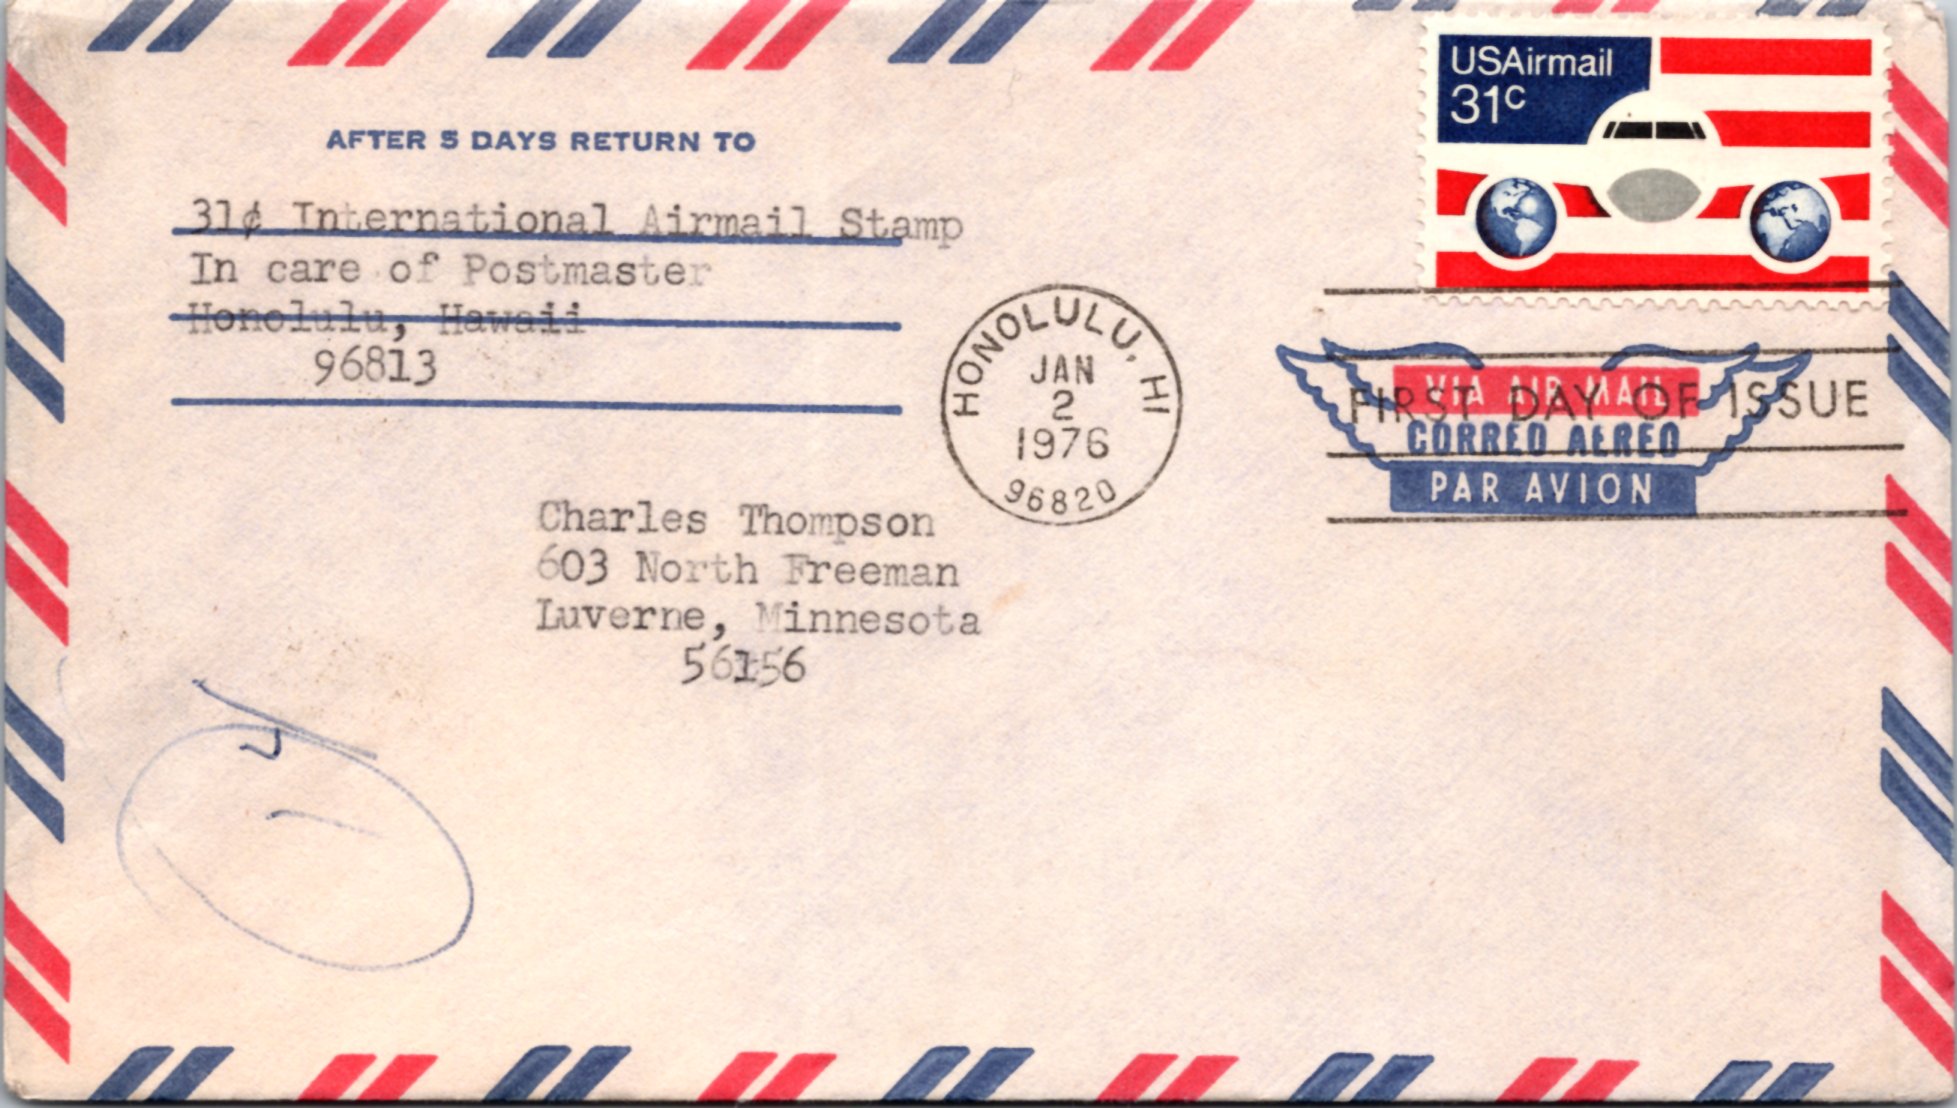 USAirmail
31c
AFTER 5 DAYS RETURN TO
31¢ International Airmail Stamp
In care of Postmaster
Honolulu, Hawaii
96813
HONOLULU, HI
JAN
2
1976
96820
VIA AIR MAIL
FIRST DAY OF ISSUE
CORREO AEREO
PAR AVION
Charles Thompson
603 North Freeman
Luverne, Minnesota
56156